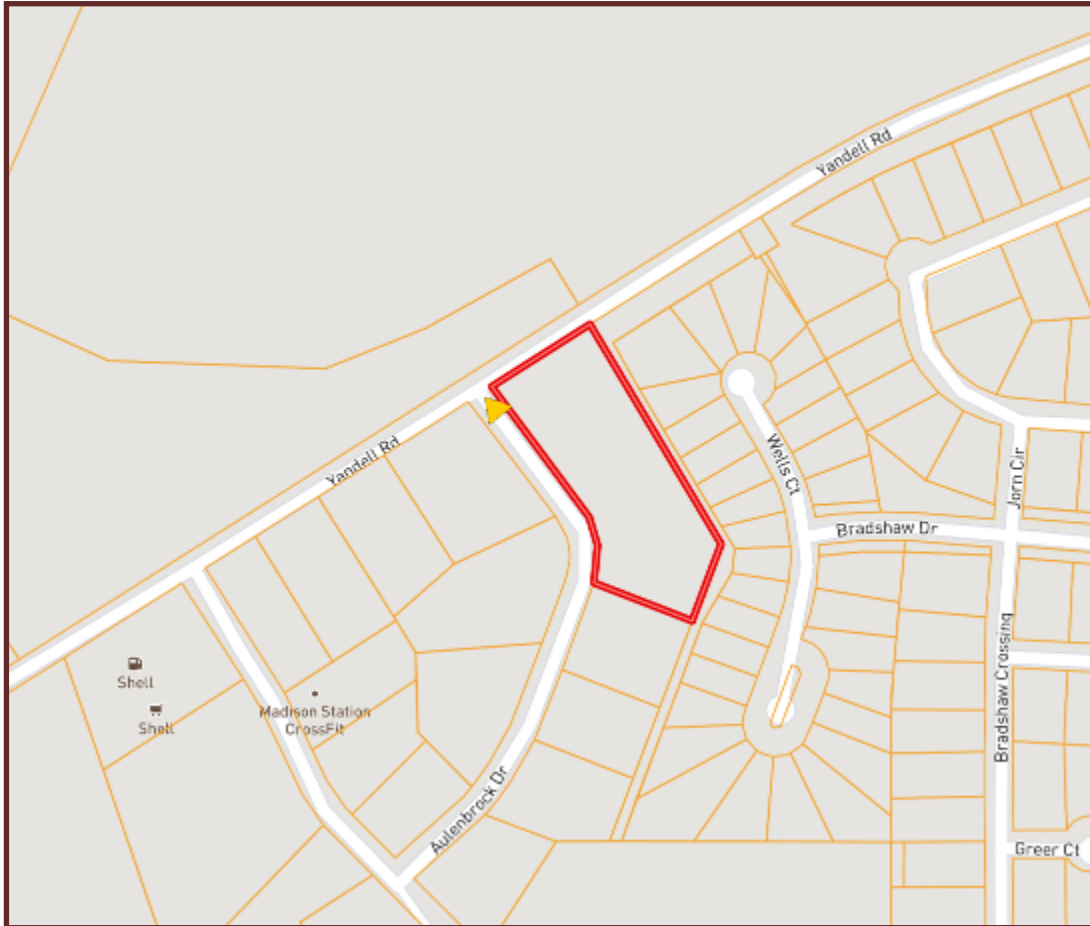 Yandell Rd
Yandell Rd
Wells Ct
Jorn Cir
Bradshaw Dr
Shell
Shell
Madison Station
CrossFit
Bradshaw Crossing
Aulenbrock Dr
Greer Ct